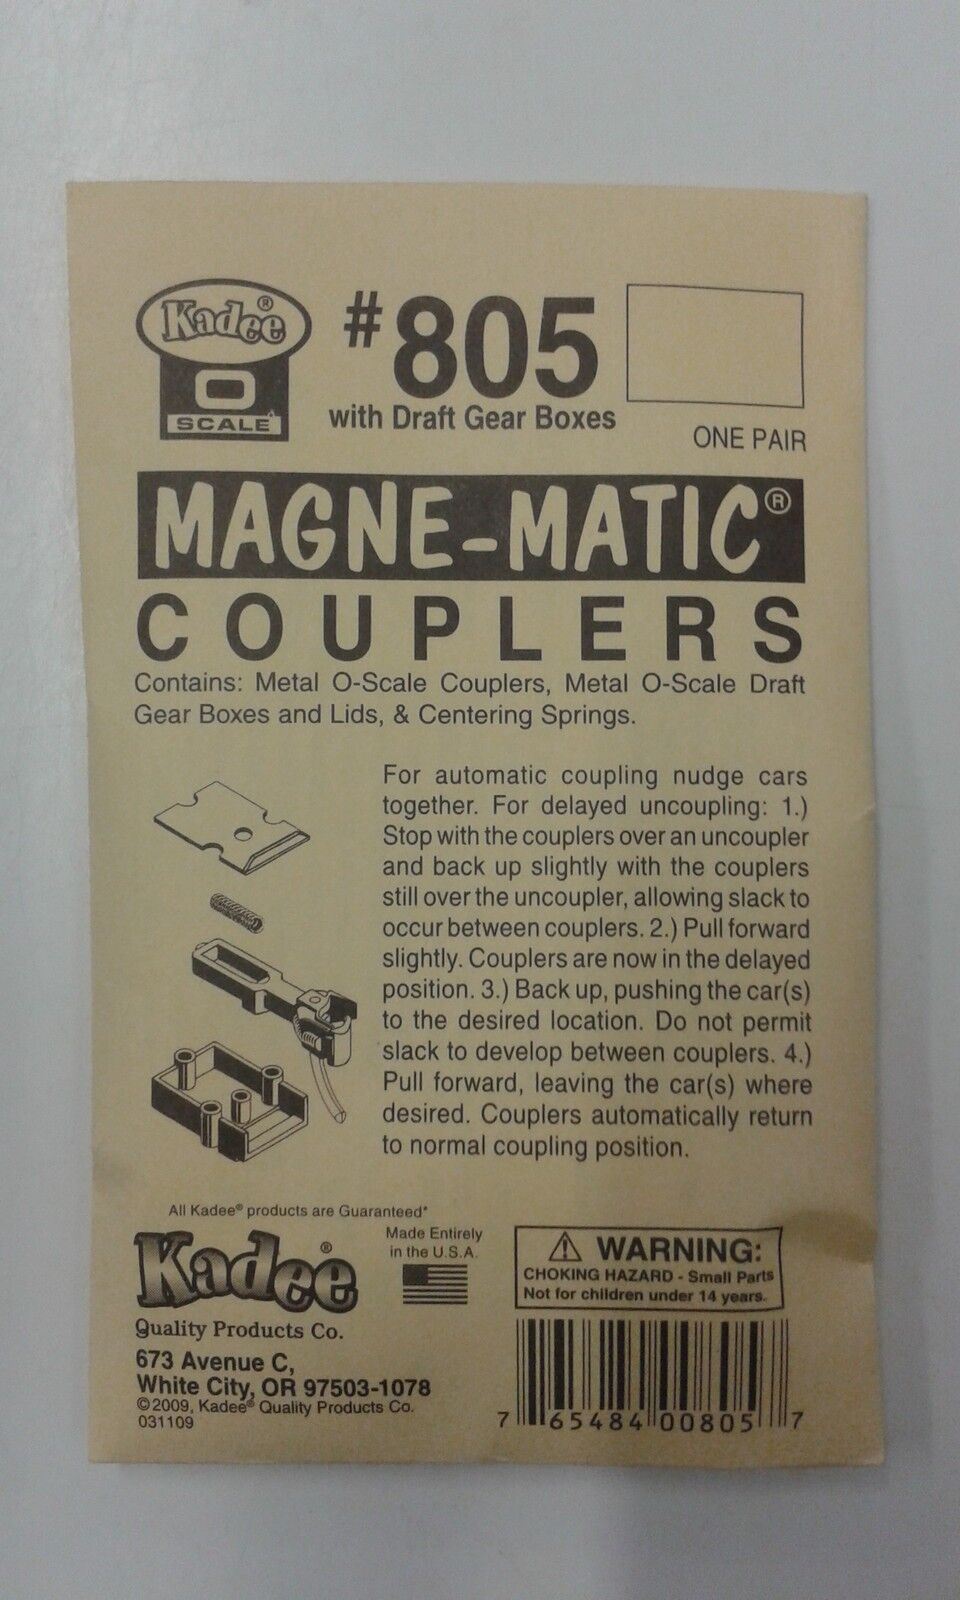 Kadee®
O
SCALE
#805
with Draft Gear Boxes
ONE PAIR
MAGNE-MATIC®
COUPLERS
Contains: Metal O-Scale Couplers, Metal O-Scale Draft
Gear Boxes and Lids, & Centering Springs.
For automatic coupling nudge cars
together. For delayed uncoupling: 1.)
Stop with the couplers over an uncoupler
and back up slightly with the couplers
still over the uncoupler, allowing slack to
occur between couplers. 2.) Pull forward
slightly. Couplers are now in the delayed
position. 3.) Back up, pushing the car(s)
to the desired location. Do not permit
slack to develop between couplers. 4.)
Pull forward, leaving the car(s) where
desired. Couplers automatically return
to normal coupling position.
All Kadee® products are Guaranteed*
Kadee®
Quality Products Co.
Made Entirely
in the U.S.A.
673 Avenue C,
White City, OR 97503-1078
©2009, Kadee® Quality Products Co.
031109
WARNING:
CHOKING HAZARD - Small Parts
Not for children under 14 years.
7 65484 00805 7